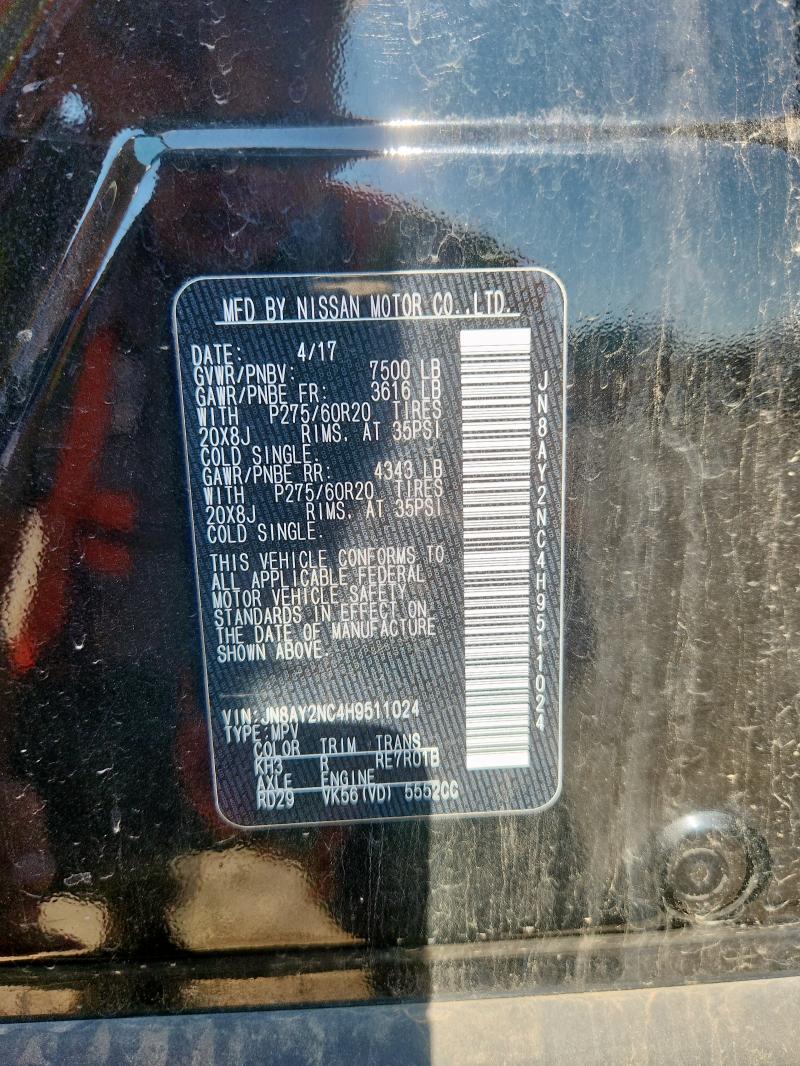 MFD BY NISSAN MOTOR CO.,LTD.
DATE: 4/17
GVWR/PNBV: 7500 LB
GAWR/PNBE FR: 3616 LB
WITH P275/60R20 TIRES
20X8J RIMS. AT 35PSI
COLD SINGLE.
GAWR/PNBE RR: 4343 LB
WITH P275/60R20 TIRES
20X8J RIMS. AT 35PSI
COLD SINGLE.
THIS VEHICLE CONFORMS TO
ALL APPLICABLE FEDERAL
MOTOR VEHICLE SAFETY
STANDARDS IN EFFECT ON
THE DATE OF MANUFACTURE
SHOWN ABOVE.
VIN:JN8AY2NC4H9511024
TYPE:MPV
COLOR TRIM TRANS
KH3 R RE7R01B
AXLE ENGINE
RD29 VK56(VD) 5552CC
JN8AY2NC4H9511024